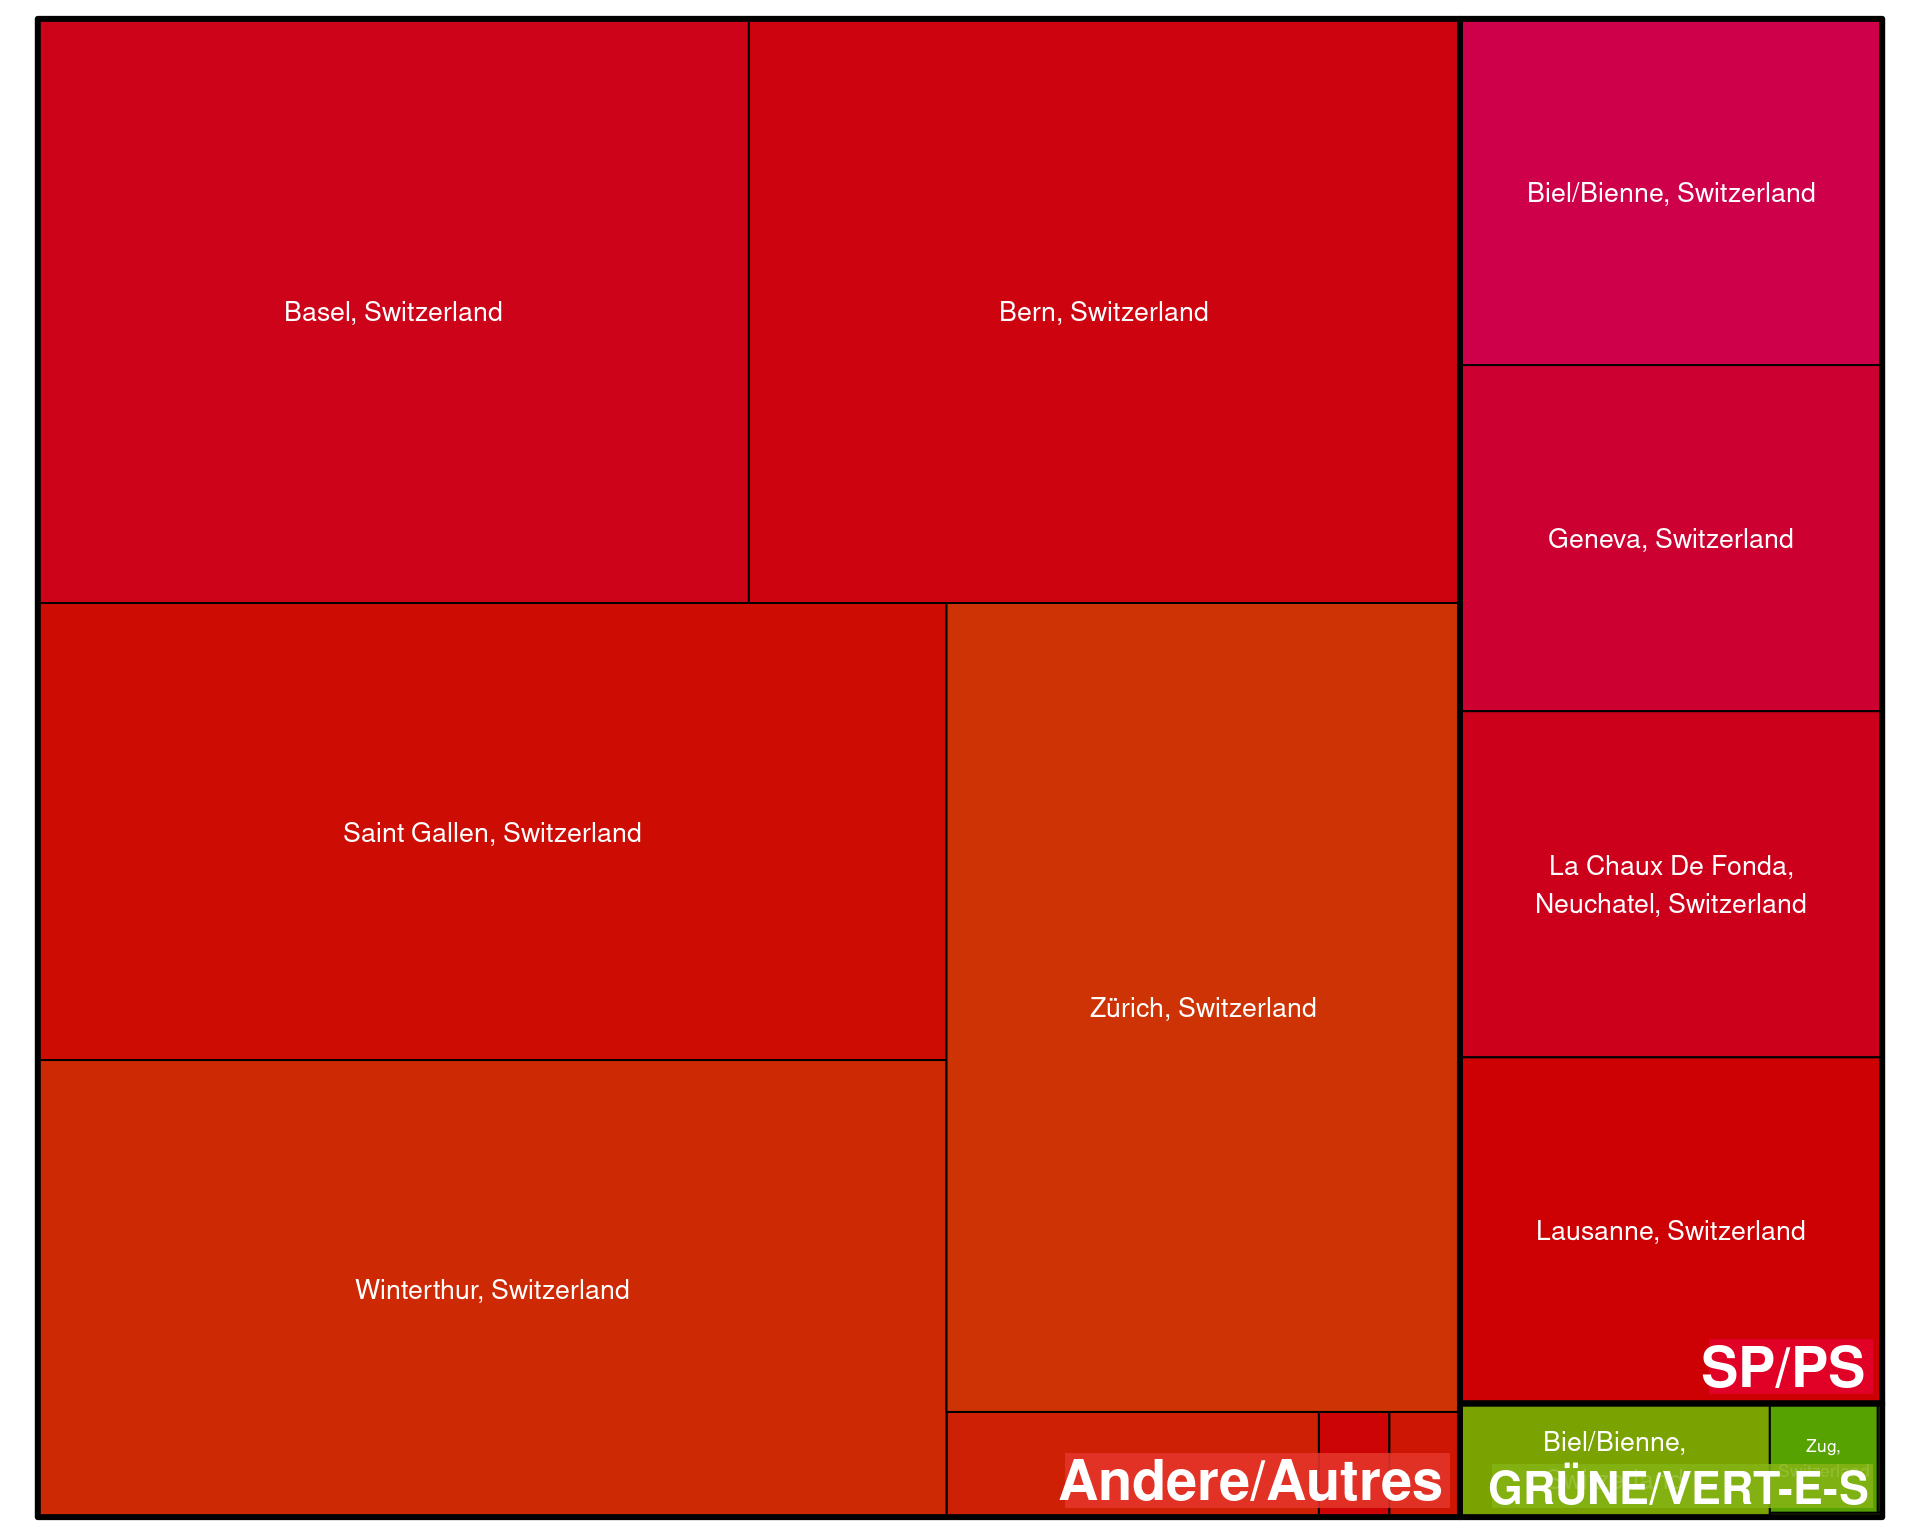 Basel, Switzerland
Bern, Switzerland
Biel/Bienne, Switzerland
Geneva, Switzerland
Saint Gallen, Switzerland
La Chaux De Fonda,
Neuchatel, Switzerland
Zürich, Switzerland
Lausanne, Switzerland
Winterthur, Switzerland
SP/PS
Biel/Bienne,
Zug,
Switzerland
Andere/Autres
GRÜNE/VERT-E-S